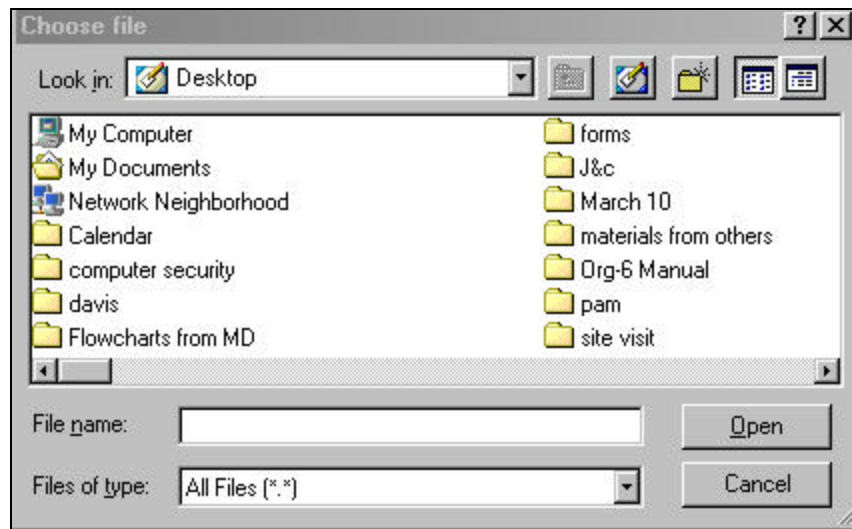 Choose file
Look in: Desktop
My Computer
My Documents
Network Neighborhood
Calendar
computer security
davis
Flowcharts from MD
forms
J&c
March 10
materials from others
Org-6 Manual
pam
site visit
File name:
Open
Files of type: All Files (*.*)
Cancel